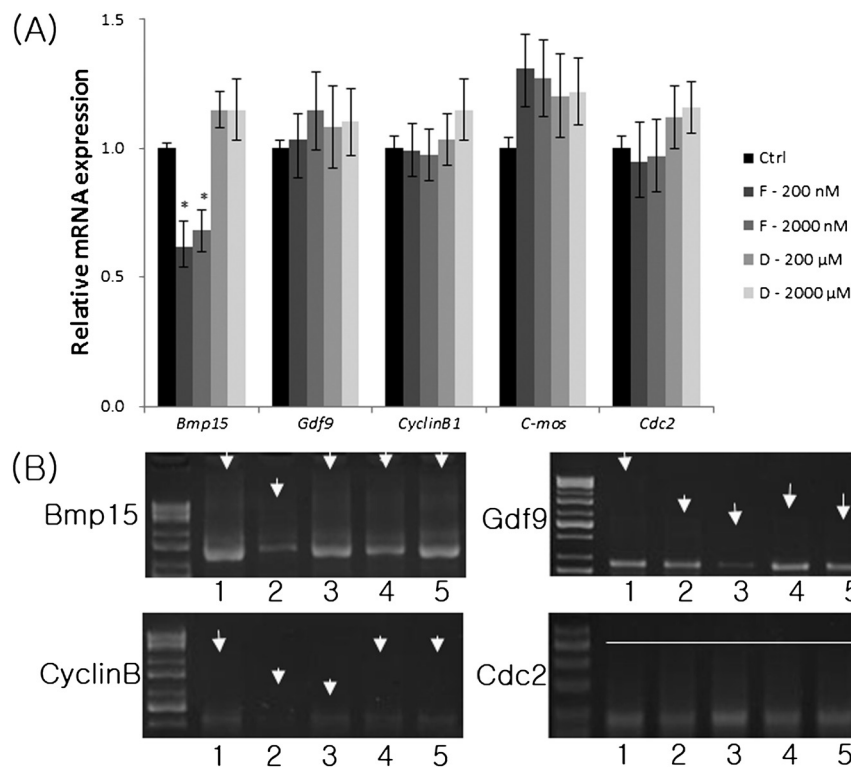 (A)
1.5
1.0
0.5
0.0
Relative mRNA expression
* *
Bmp15 Gdf9 CyclinB1 C-mos Cdc2
Ctrl
F - 200 nM
F - 2000 nM
D - 200 µM
D - 2000 µM
(B)
Bmp15
1 2 3 4 5
Gdf9
1 2 3 4 5
CyclinB
1 2 3 4 5
Cdc2
1 2 3 4 5